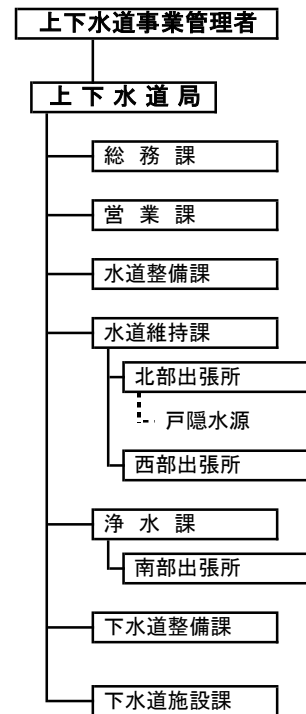 上下水道事業管理者
上下水道局
総務課
営業課
水道整備課
水道維持課
北部出張所
戸隠水源
西部出張所
浄水課
南部出張所
下水道整備課
下水道施設課